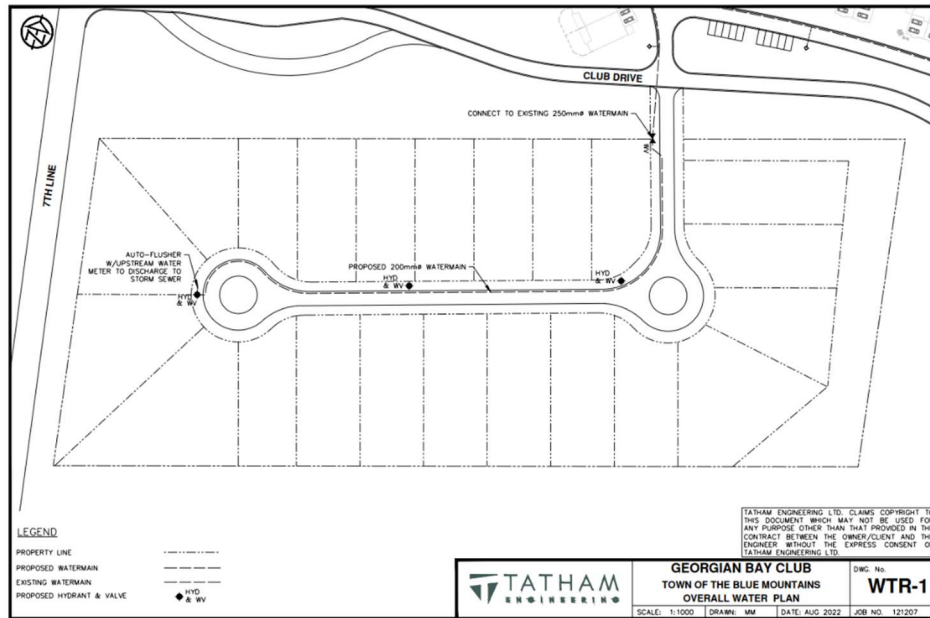 CLUB DRIVE
CONNECT TO EXISTING 250mmø WATERMAIN
WV
7TH LINE
AUTO-FLUSHER
W/UPSTREAM WATER
METER TO DISCHARGE TO
STORM SEWER
HYD
& WV
PROPOSED 200mmø WATERMAIN
HYD
& WV
HYD
& WV
LEGEND
PROPERTY LINE
PROPOSED WATERMAIN
EXISTING WATERMAIN
PROPOSED HYDRANT & VALVE
HYD
& WV
TATHAM ENGINEERING LTD. CLAIMS COPYRIGHT TO
THIS DOCUMENT WHICH MAY NOT BE USED FOR
ANY PURPOSE OTHER THAN THAT PROVIDED IN THE
CONTRACT BETWEEN THE OWNER/CLIENT AND THE
ENGINEER WITHOUT THE EXPRESS CONSENT OF
TATHAM ENGINEERING LTD.
TATHAM
ENGINEERING
GEORGIAN BAY CLUB
TOWN OF THE BLUE MOUNTAINS
OVERALL WATER PLAN
DWG. No.
WTR-1
SCALE: 1:1000 DRAWN: MM DATE: AUG 2022 JOB NO. 121207